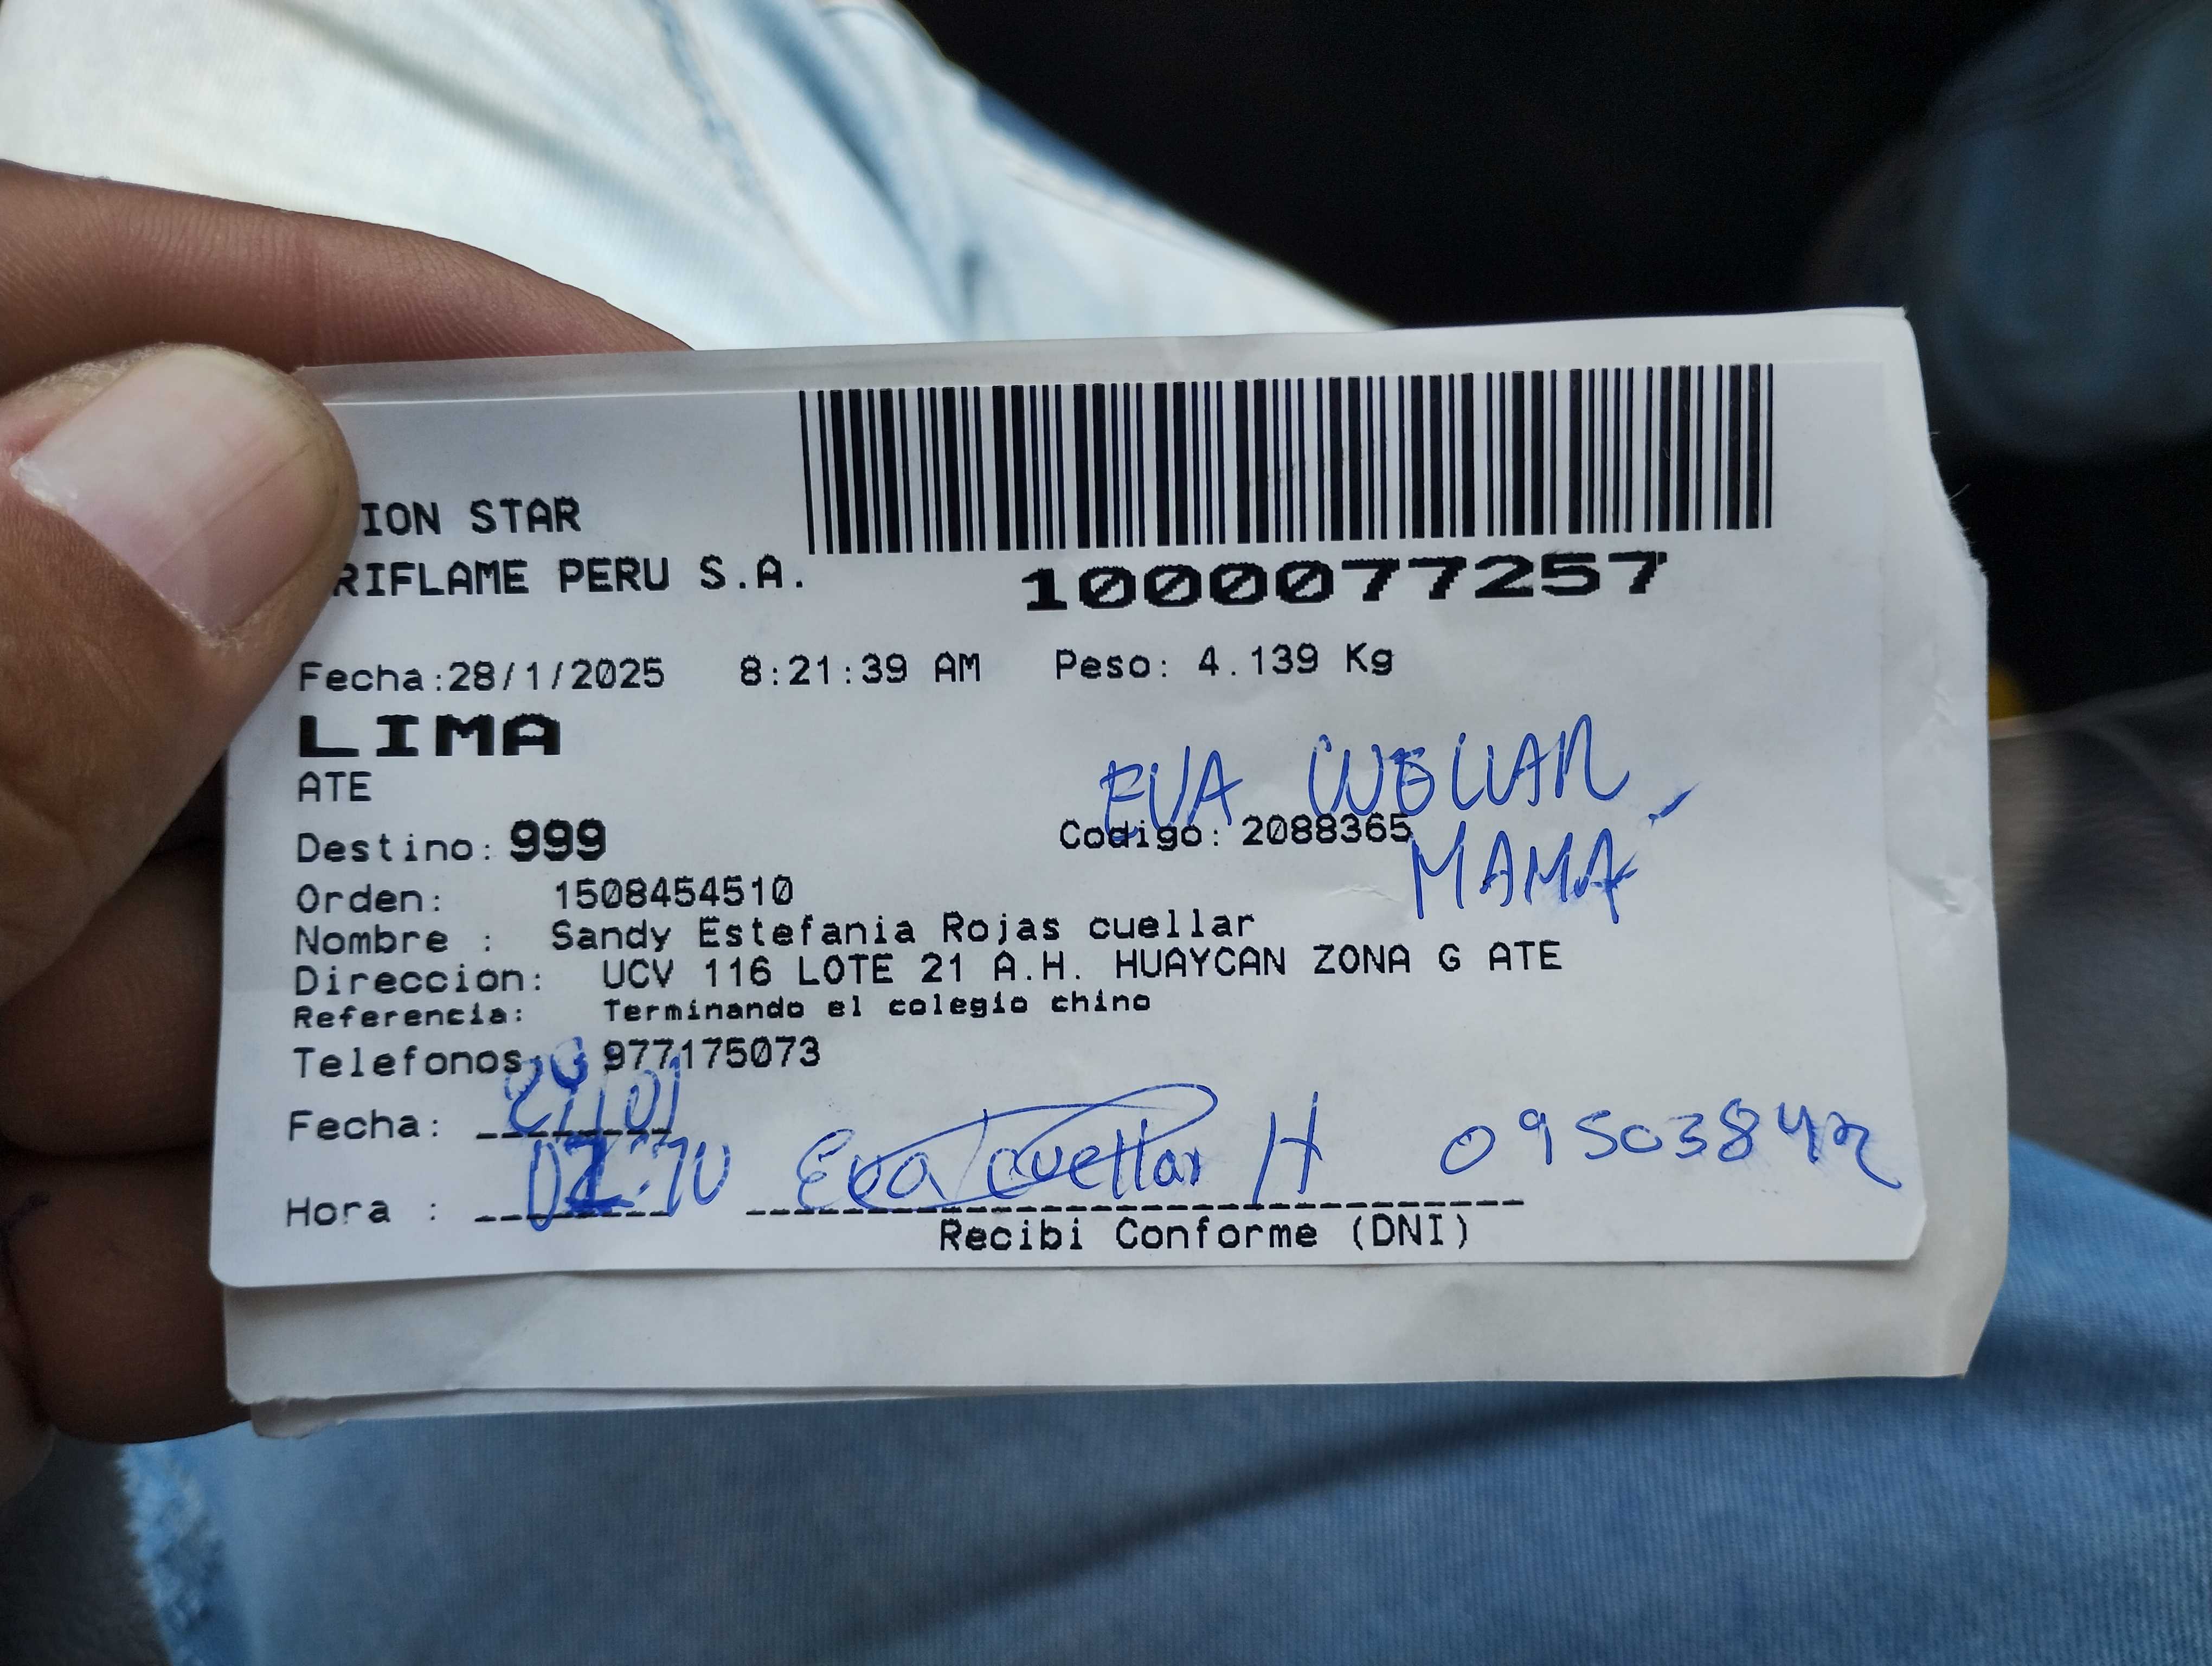 ION STAR
RIFLAME PERU S.A.
1000077257
Fecha:28/1/2025 8:21:39 AM Peso: 4.139 Kg
LIMA
ATE
EVA CUELLAR
Destino: 999 Codigo: 2088365
MAMÁ
Orden: 1508454510
Nombre : Sandy Estefania Rojas cuellar
Direccion: UCV 116 LOTE 21 A.H. HUAYCAN ZONA G ATE
Referencia: Terminando el colegio chino
Telefonos: 977175073
Fecha:
Hora : Eva Cuellar H
Recibi Conforme (DNI)